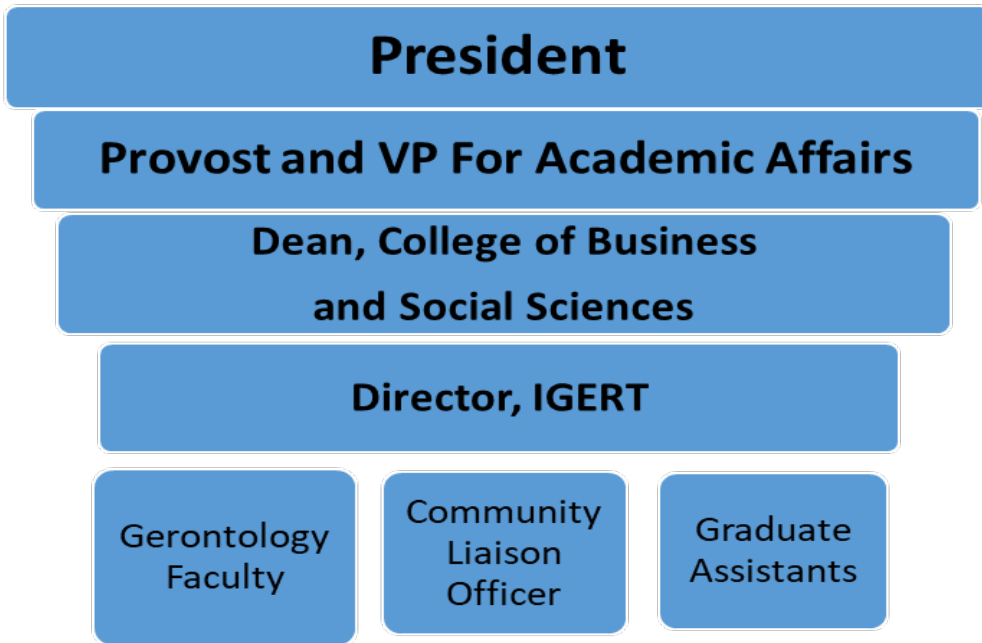 President
Provost and VP For Academic Affairs
Dean, College of Business
and Social Sciences
Director, IGERT
Gerontology
Faculty
Community
Liaison
Officer
Graduate
Assistants